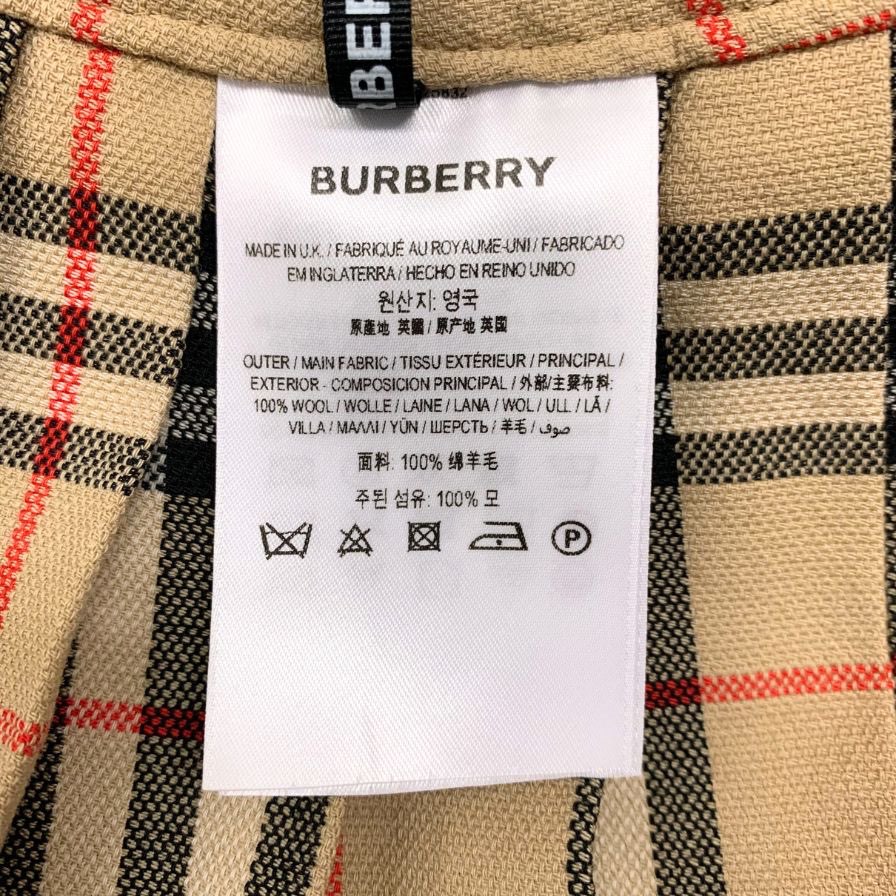 BURBERRY
MADE IN U.K. / FABRIQUÉ AU ROYAUME-UNI / FABRICADO
EM INGLATERRA / HECHO EN REINO UNIDO
원산지: 영국
原產地 英國 / 原产地 英国
OUTER / MAIN FABRIC / TISSU EXTÉRIEUR / PRINCIPAL /
EXTERIOR - COMPOSICION PRINCIPAL / 外部/主要布料:
100% WOOL / WOLLE / LAINE / LANA / WOL / ULL / LÃ /
VILLA / ΜΑΛΛΙ / YÜN / ШЕРСТЬ / 羊毛 / صوف /
面料: 100% 绵羊毛
주된 섬유: 100% 모
P